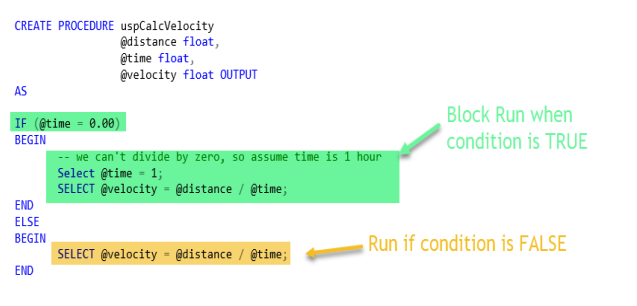 CREATE PROCEDURE uspCalcVelocity
@distance float,
@time float,
@velocity float OUTPUT
AS
IF (@time = 0.00)
BEGIN
-- we can't divide by zero, so assume time is 1 hour
Select @time = 1;
SELECT @velocity = @distance / @time;
END
ELSE
BEGIN
SELECT @velocity = @distance / @time;
END
Block Run when
condition is TRUE
Run if condition is FALSE